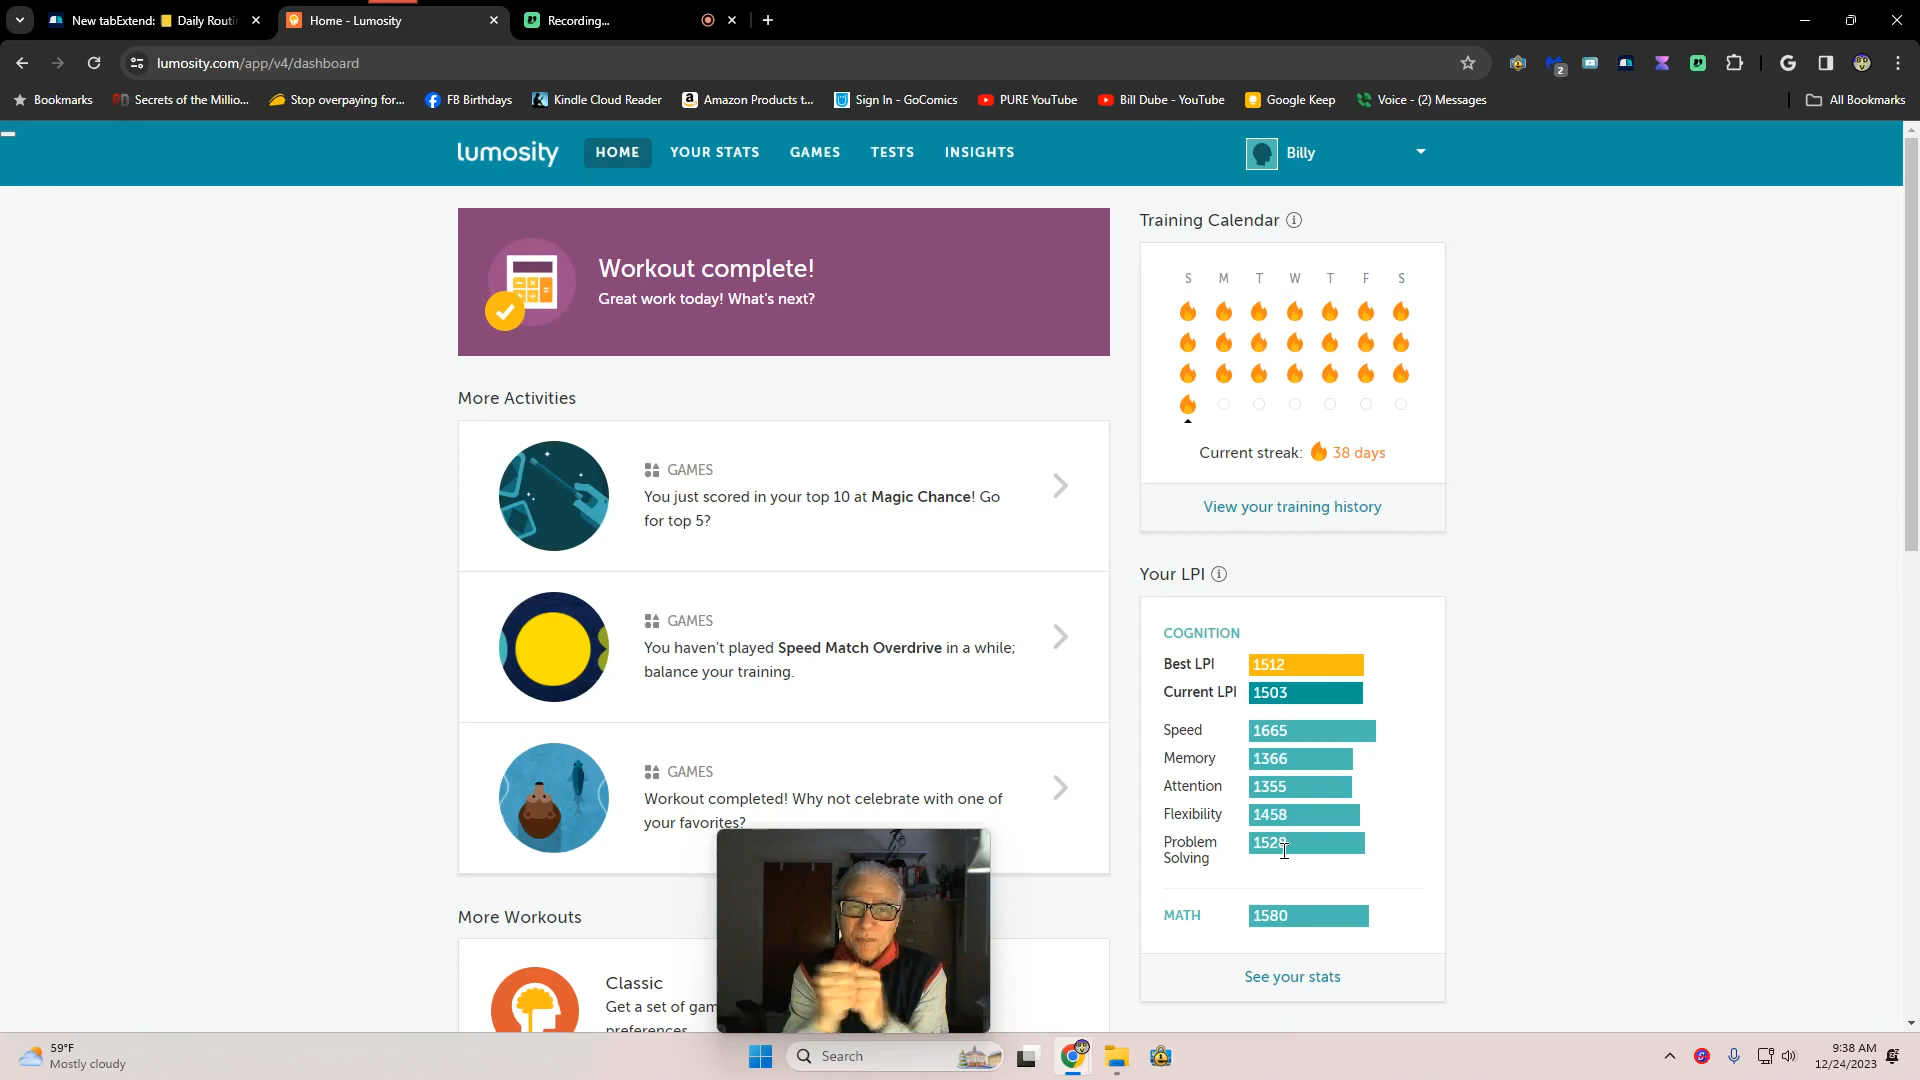 New tabExtend: Daily Routi
Home - Lumosity
Recording...
lumosity.com/app/v4/dashboard
2
Bookmarks
Secrets of the Millio...
Stop overpaying for...
FB Birthdays
Kindle Cloud Reader
Amazon Products t...
Sign In - GoComics
PURE YouTube
Bill Dube - YouTube
Google Keep
Voice - (2) Messages
All Bookmarks
lumosity
HOME
YOUR STATS
GAMES
TESTS
INSIGHTS
Billy
Workout complete!
Great work today! What's next?
Training Calendar
S M T W T F S
Current streak: 38 days
View your training history
More Activities
GAMES
You just scored in your top 10 at Magic Chance! Go
for top 5?
GAMES
You haven't played Speed Match Overdrive in a while;
balance your training.
GAMES
Workout completed! Why not celebrate with one of
your favorites?
Your LPI
COGNITION
Best LPI 1512
Current LPI 1503
Speed 1665
Memory 1366
Attention 1355
Flexibility 1458
Problem
Solving
MATH 1580
See your stats
More Workouts
Classic
Get a set of gam
preferences
59°F
Mostly cloudy
Search
9:38 AM
12/24/2023